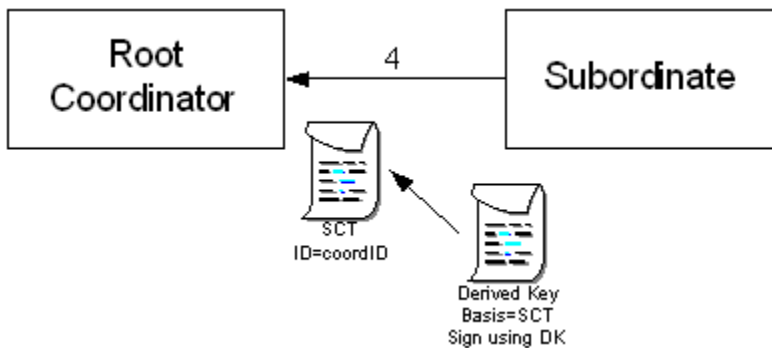 Root
Coordinator
4
Subordinate
SCT
ID=coordID
Derived Key
Basis=SCT
Sign using DK